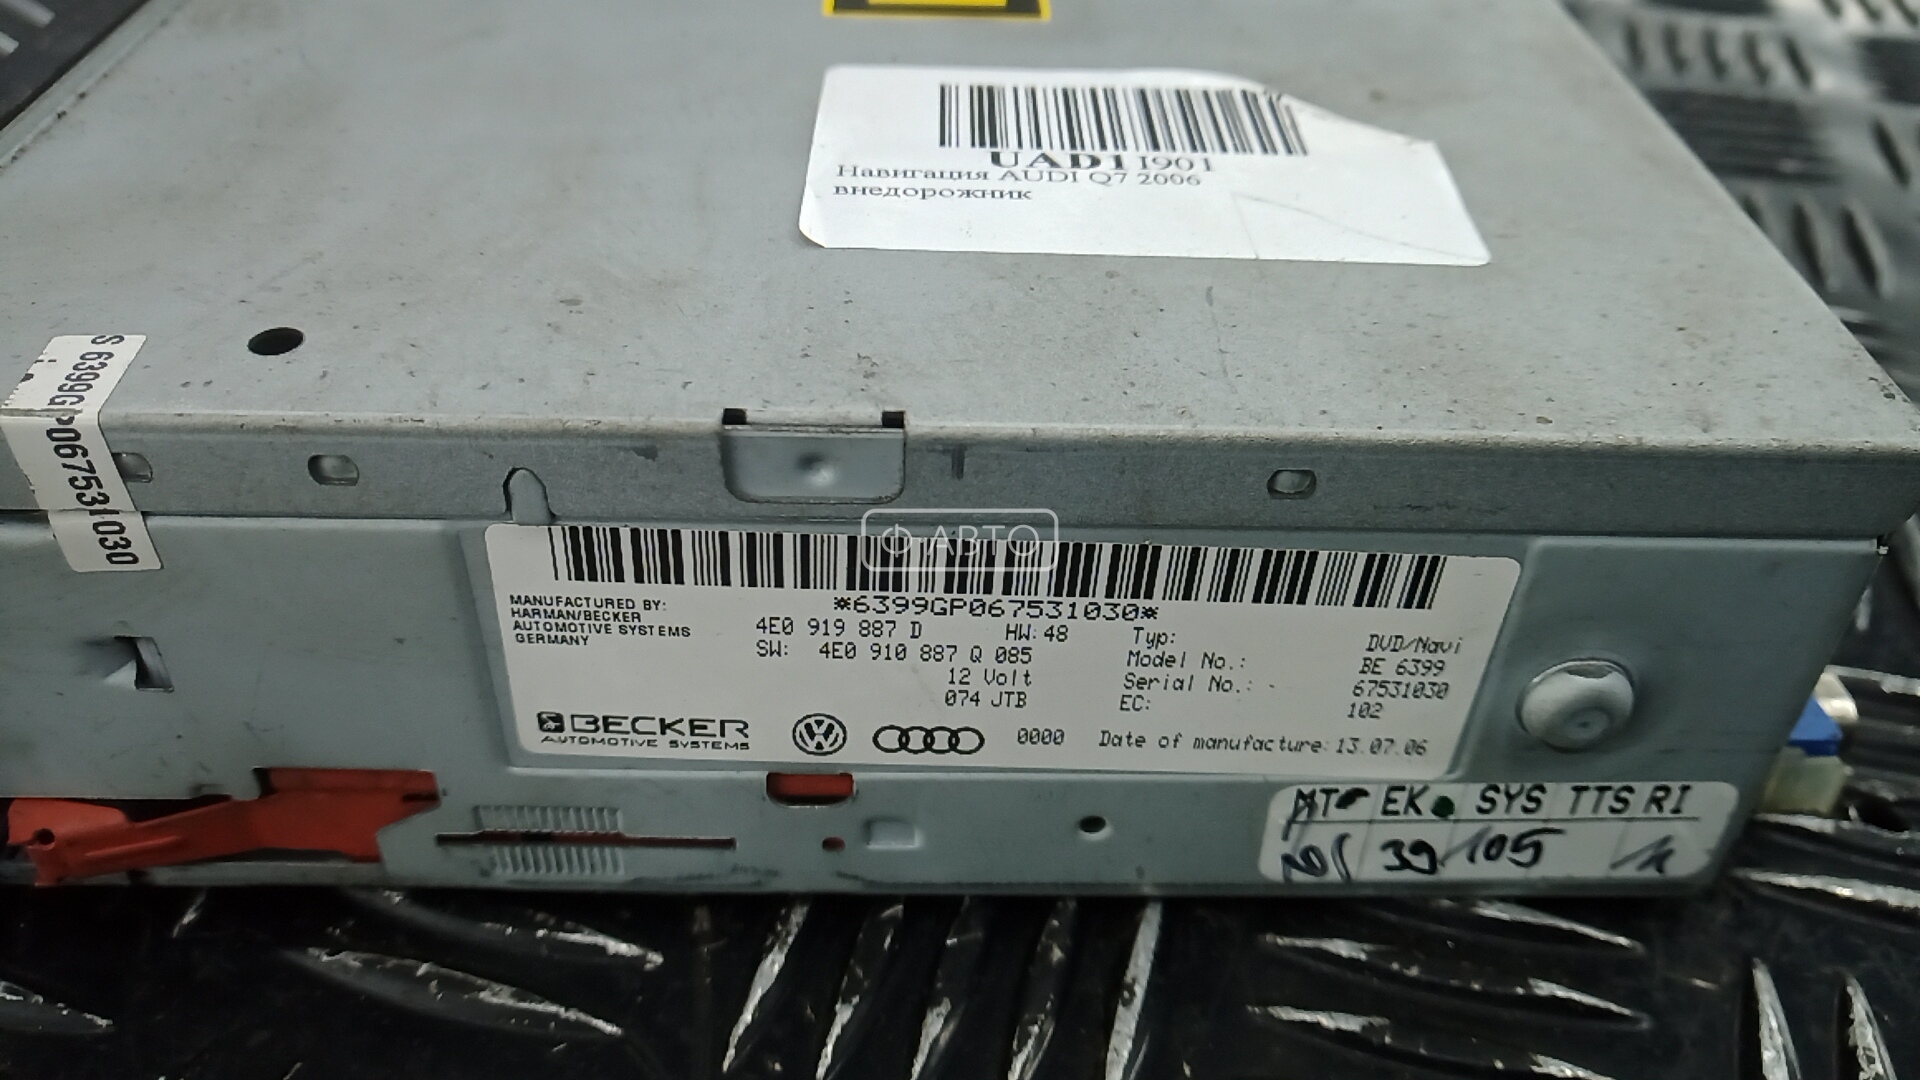 UAD11901
Навигация AUDI Q7 2006
внедорожник
S 6399GP067531030
Ф АВТО
*6399GP067531030*
MANUFACTURED BY:
HARMAN/BECKER
AUTOMOTIVE SYSTEMS
GERMANY
4E0 919 887 D HW: 48
SW: 4E0 910 887 Q 085
12 Volt
074 JTB
Typ: DVD/Navi
Model No.: BE 6399
Serial No.: - 67531030
EC: 102
BECKER
AUTOMOTIVE SYSTEMS
0000 Date of manufacture: 13.07.06
MT EK SYS TTS RI
39 105